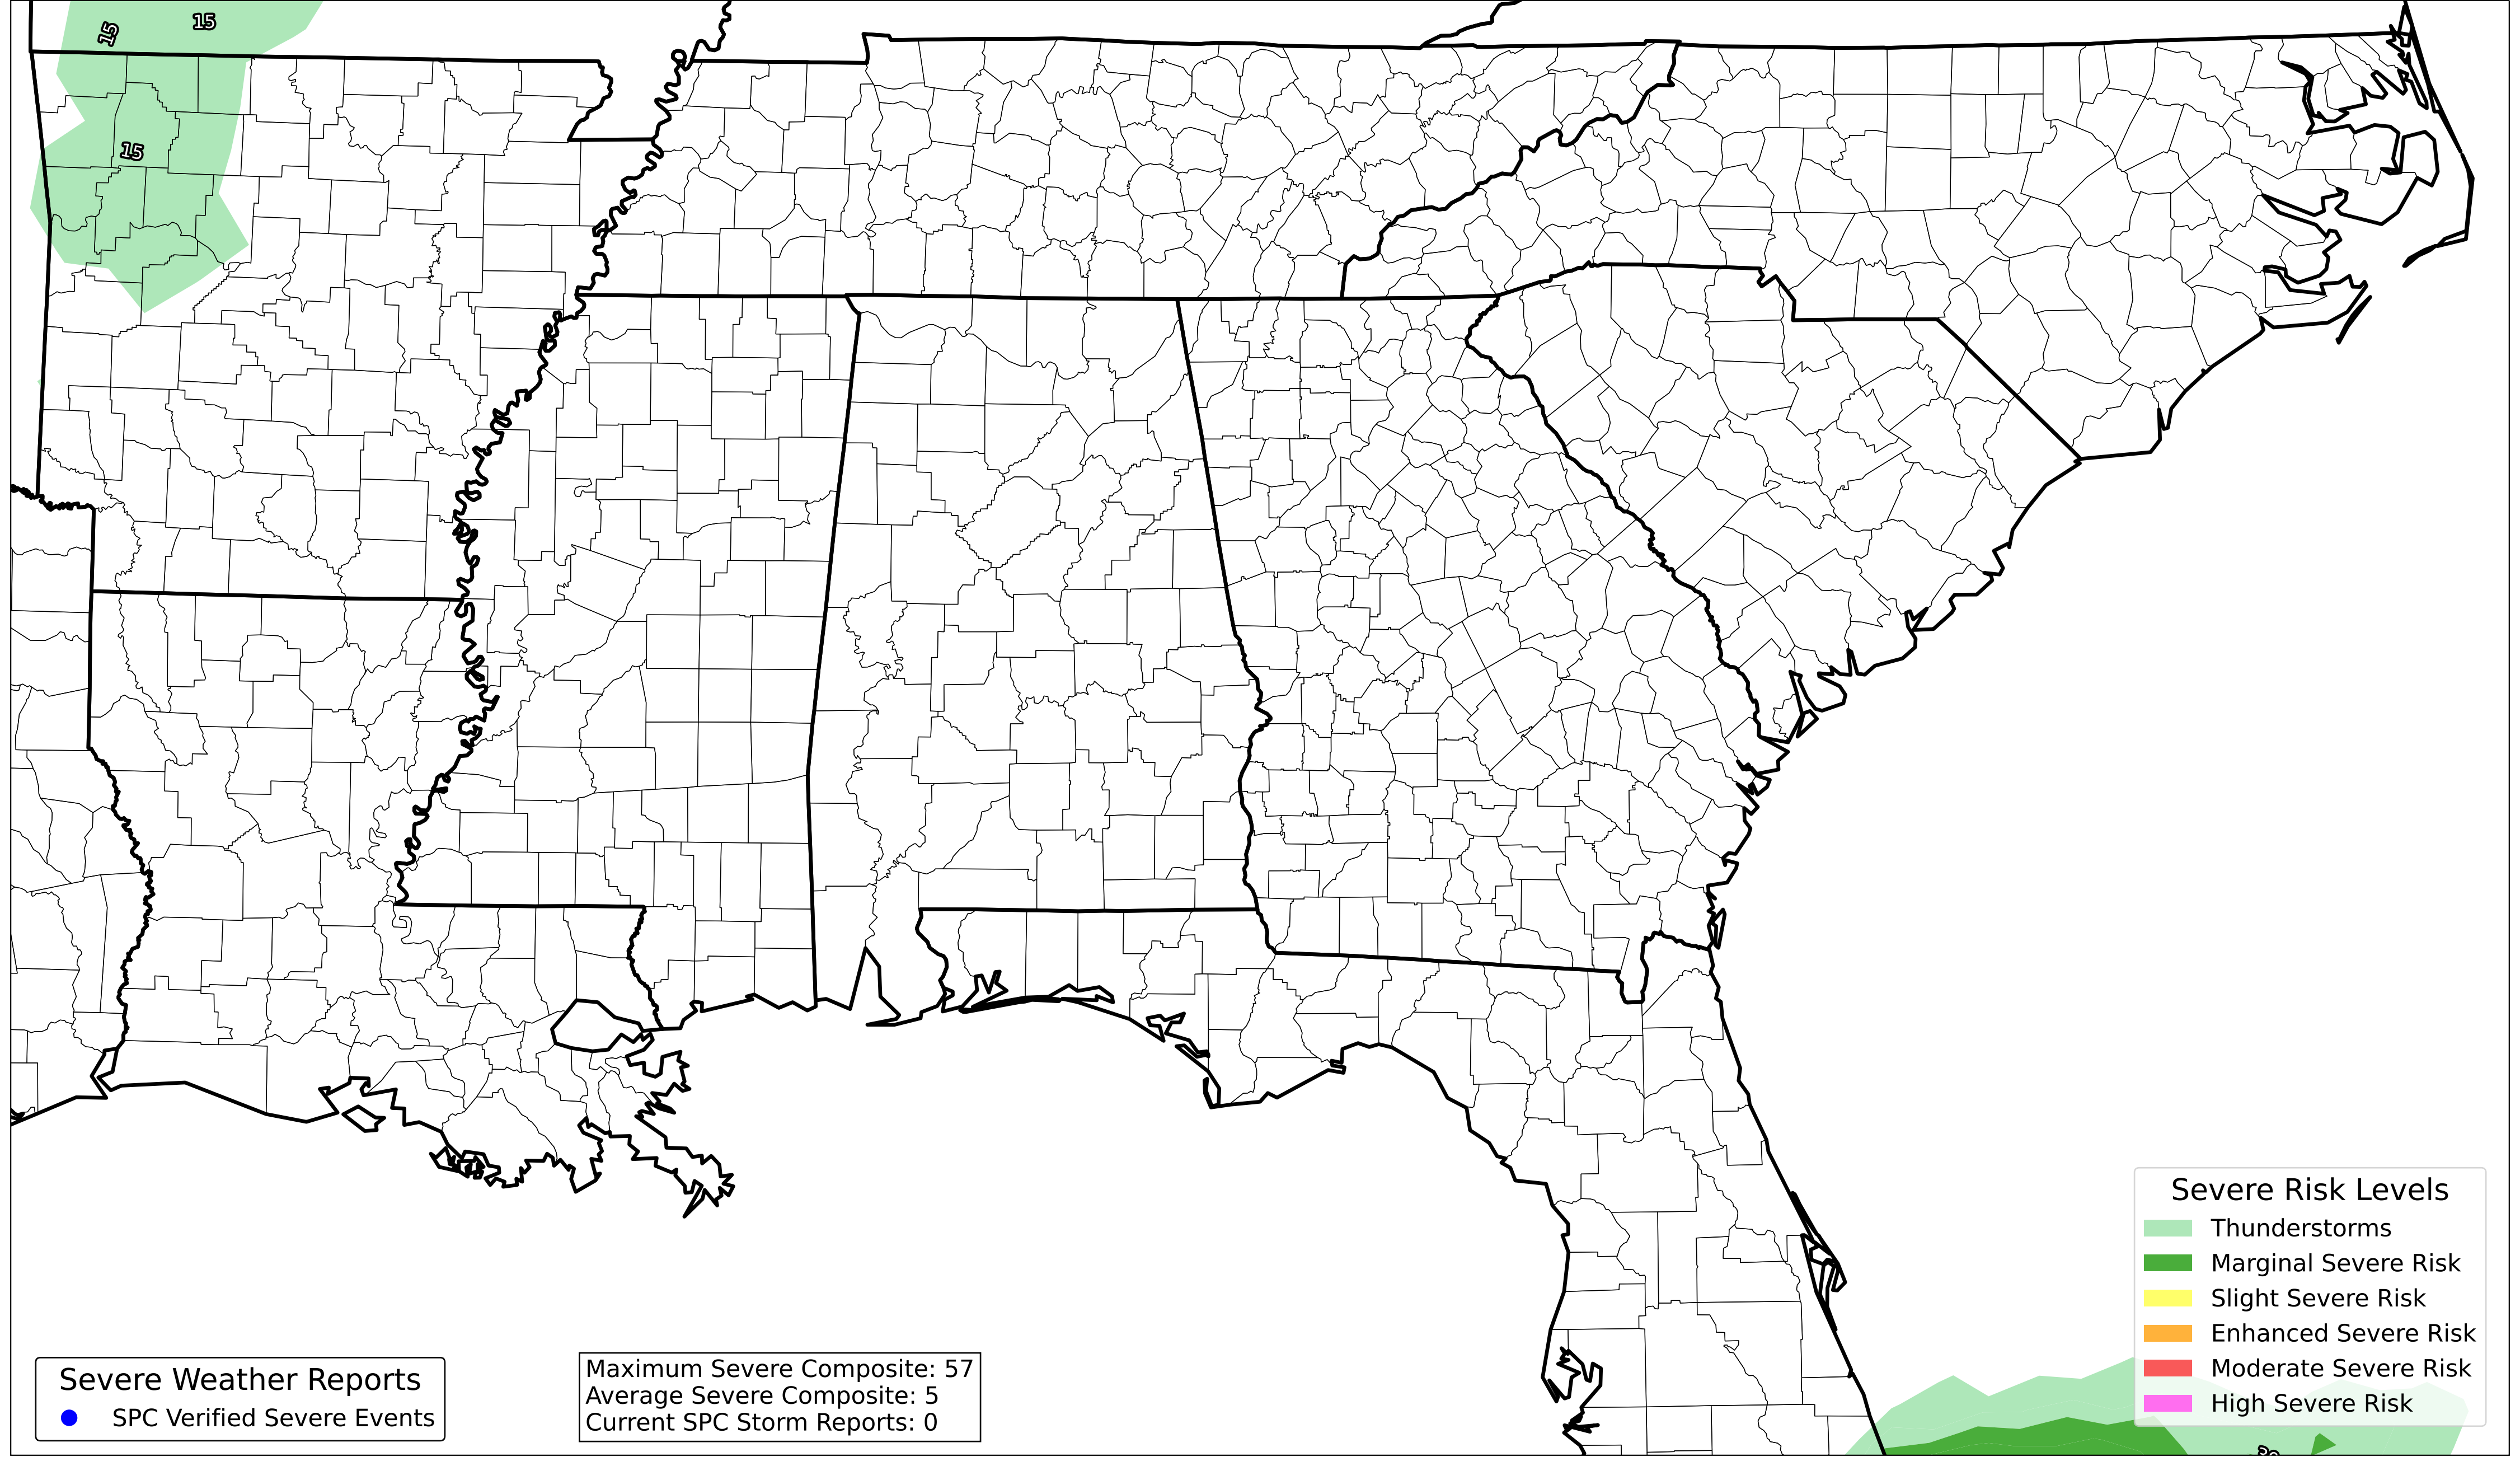 15
15
15
Severe Risk Levels
Thunderstorms
Marginal Severe Risk
Slight Severe Risk
Enhanced Severe Risk
Moderate Severe Risk
High Severe Risk
Severe Weather Reports
SPC Verified Severe Events
Maximum Severe Composite: 57
Average Severe Composite: 5
Current SPC Storm Reports: 0